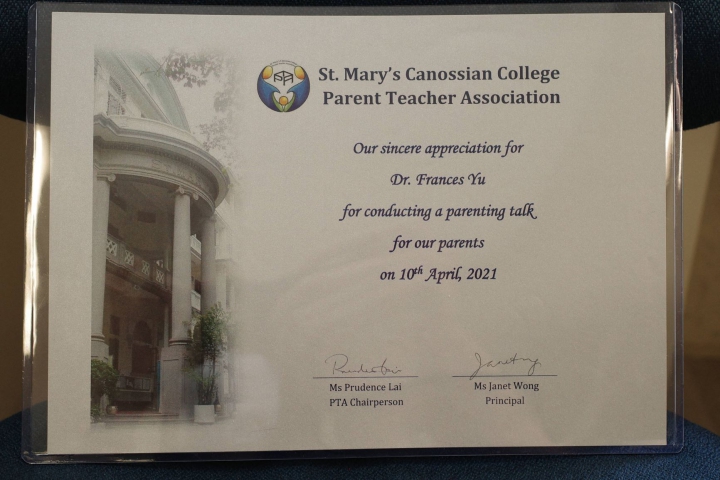 St. Mary's Canossian College
Parent Teacher Association
Our sincere appreciation for
Dr. Frances Yu
for conducting a parenting talk
for our parents
on 10th April, 2021
Ms Prudence Lai
PTA Chairperson
Ms Janet Wong
Principal